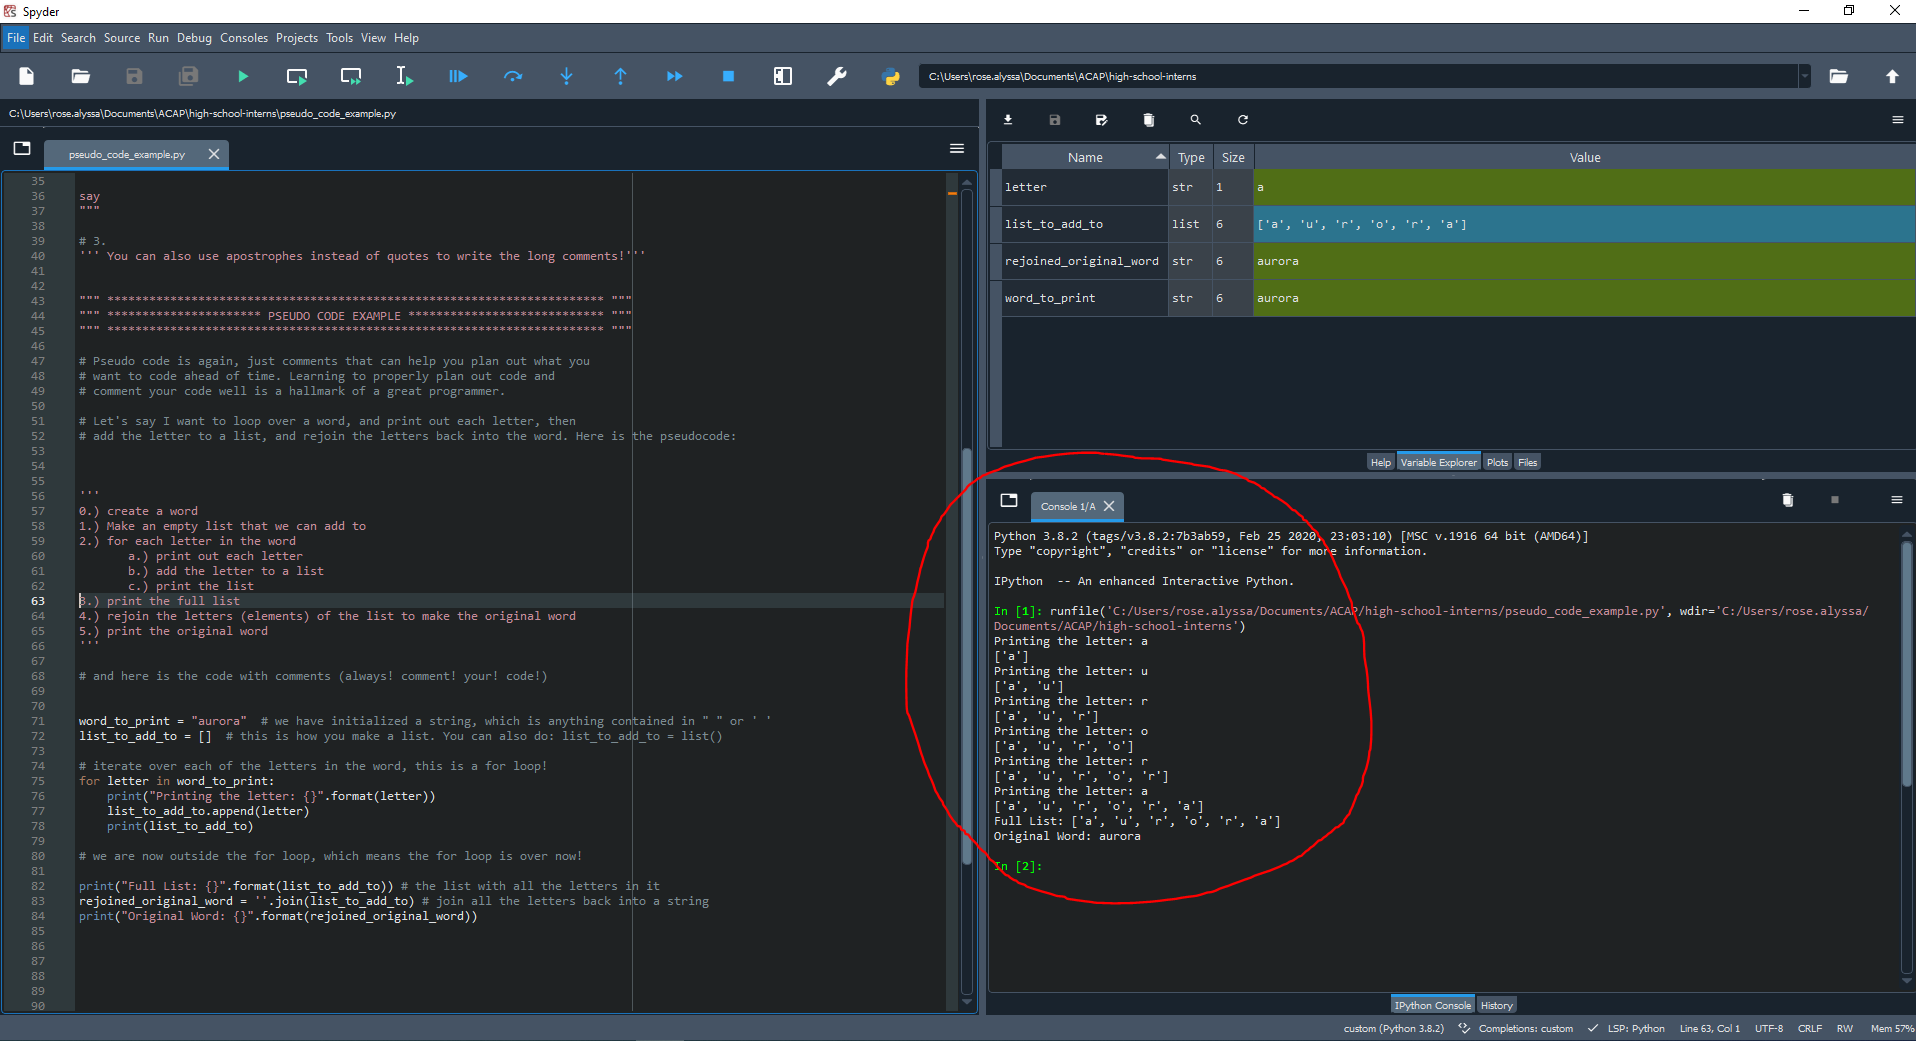 Spyder
File Edit Search Source Run Debug Consoles Projects Tools View Help
C:\Users\rose.alyssa\Documents\ACAP\high-school-interns
C:\Users\rose.alyssa\Documents\ACAP\high-school-interns\pseudo_code_example.py
pseudo_code_example.py
35
36 say
37 """
38
39 # 3.
40 ''' You can also use apostrophes instead of quotes to write the long comments!'''
41
42
43 """ *********************************************************************** """
44 """ ********************** PSEUDO CODE EXAMPLE **************************** """
45 """ *********************************************************************** """
46
47 # Pseudo code is again, just comments that can help you plan out what you
48 # want to code ahead of time. Learning to properly plan out code and
49 # comment your code well is a hallmark of a great programmer.
50
51 # Let's say I want to loop over a word, and print out each letter, then
52 # add the letter to a list, and rejoin the letters back into the word. Here is the pseudocode:
53
54
55
56 '''
57 0.) create a word
58 1.) Make an empty list that we can add to
59 2.) for each letter in the word
60 a.) print out each letter
61 b.) add the letter to a list
62 c.) print the list
63 3.) print the full list
64 4.) rejoin the letters (elements) of the list to make the original word
65 5.) print the original word
66 '''
67
68 # and here is the code with comments (always! comment! your! code!)
69
70
71 word_to_print = "aurora"  # we have initialized a string, which is anything contained in " " or ' '
72 list_to_add_to = []  # this is how you make a list. You can also do: list_to_add_to = list()
73
74 # iterate over each of the letters in the word, this is a for loop!
75 for letter in word_to_print:
76 print("Printing the letter: {}".format(letter))
77 list_to_add_to.append(letter)
78 print(list_to_add_to)
79
80 # we are now outside the for loop, which means the for loop is over now!
81
82 print("Full List: {}".format(list_to_add_to)) # the list with all the letters in it
83 rejoined_original_word = ''.join(list_to_add_to) # join all the letters back into a string
84 print("Original Word: {}".format(rejoined_original_word))
85
86
87
88
89
90
Name Type Size Value
letter str 1 a
list_to_add_to list 6 ['a', 'u', 'r', 'o', 'r', 'a']
rejoined_original_word str 6 aurora
word_to_print str 6 aurora
Help Variable Explorer Plots Files
Console 1/A
Python 3.8.2 (tags/v3.8.2:7b3ab59, Feb 25 2020, 23:03:10) [MSC v.1916 64 bit (AMD64)]
Type "copyright", "credits" or "license" for more information.
IPython  -- An enhanced Interactive Python.
In [1]: runfile('C:/Users/rose.alyssa/Documents/ACAP/high-school-interns/pseudo_code_example.py', wdir='C:/Users/rose.alyssa/
Documents/ACAP/high-school-interns')
Printing the letter: a
['a']
Printing the letter: u
['a', 'u']
Printing the letter: r
['a', 'u', 'r']
Printing the letter: o
['a', 'u', 'r', 'o']
Printing the letter: r
['a', 'u', 'r', 'o', 'r']
Printing the letter: a
['a', 'u', 'r', 'o', 'r', 'a']
Full List: ['a', 'u', 'r', 'o', 'r', 'a']
Original Word: aurora
In [2]:
IPython Console History
custom (Python 3.8.2) Completions: custom LSP: Python Line 63, Col 1 UTF-8 CRLF RW Mem 57%